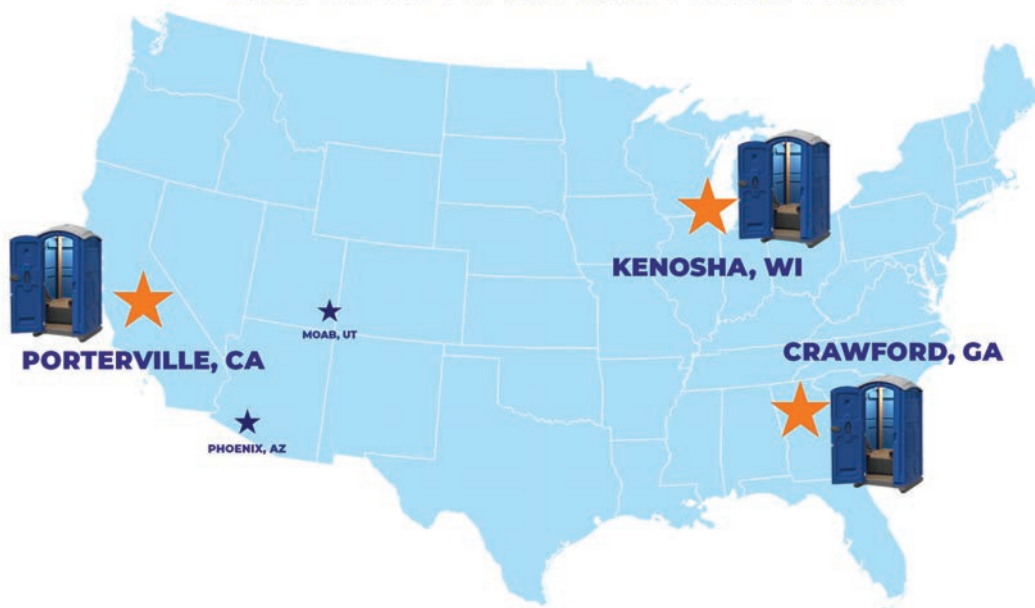 KENOSHA, WI
MOAB, UT
PORTERVILLE, CA
CRAWFORD, GA
PHOENIX, AZ